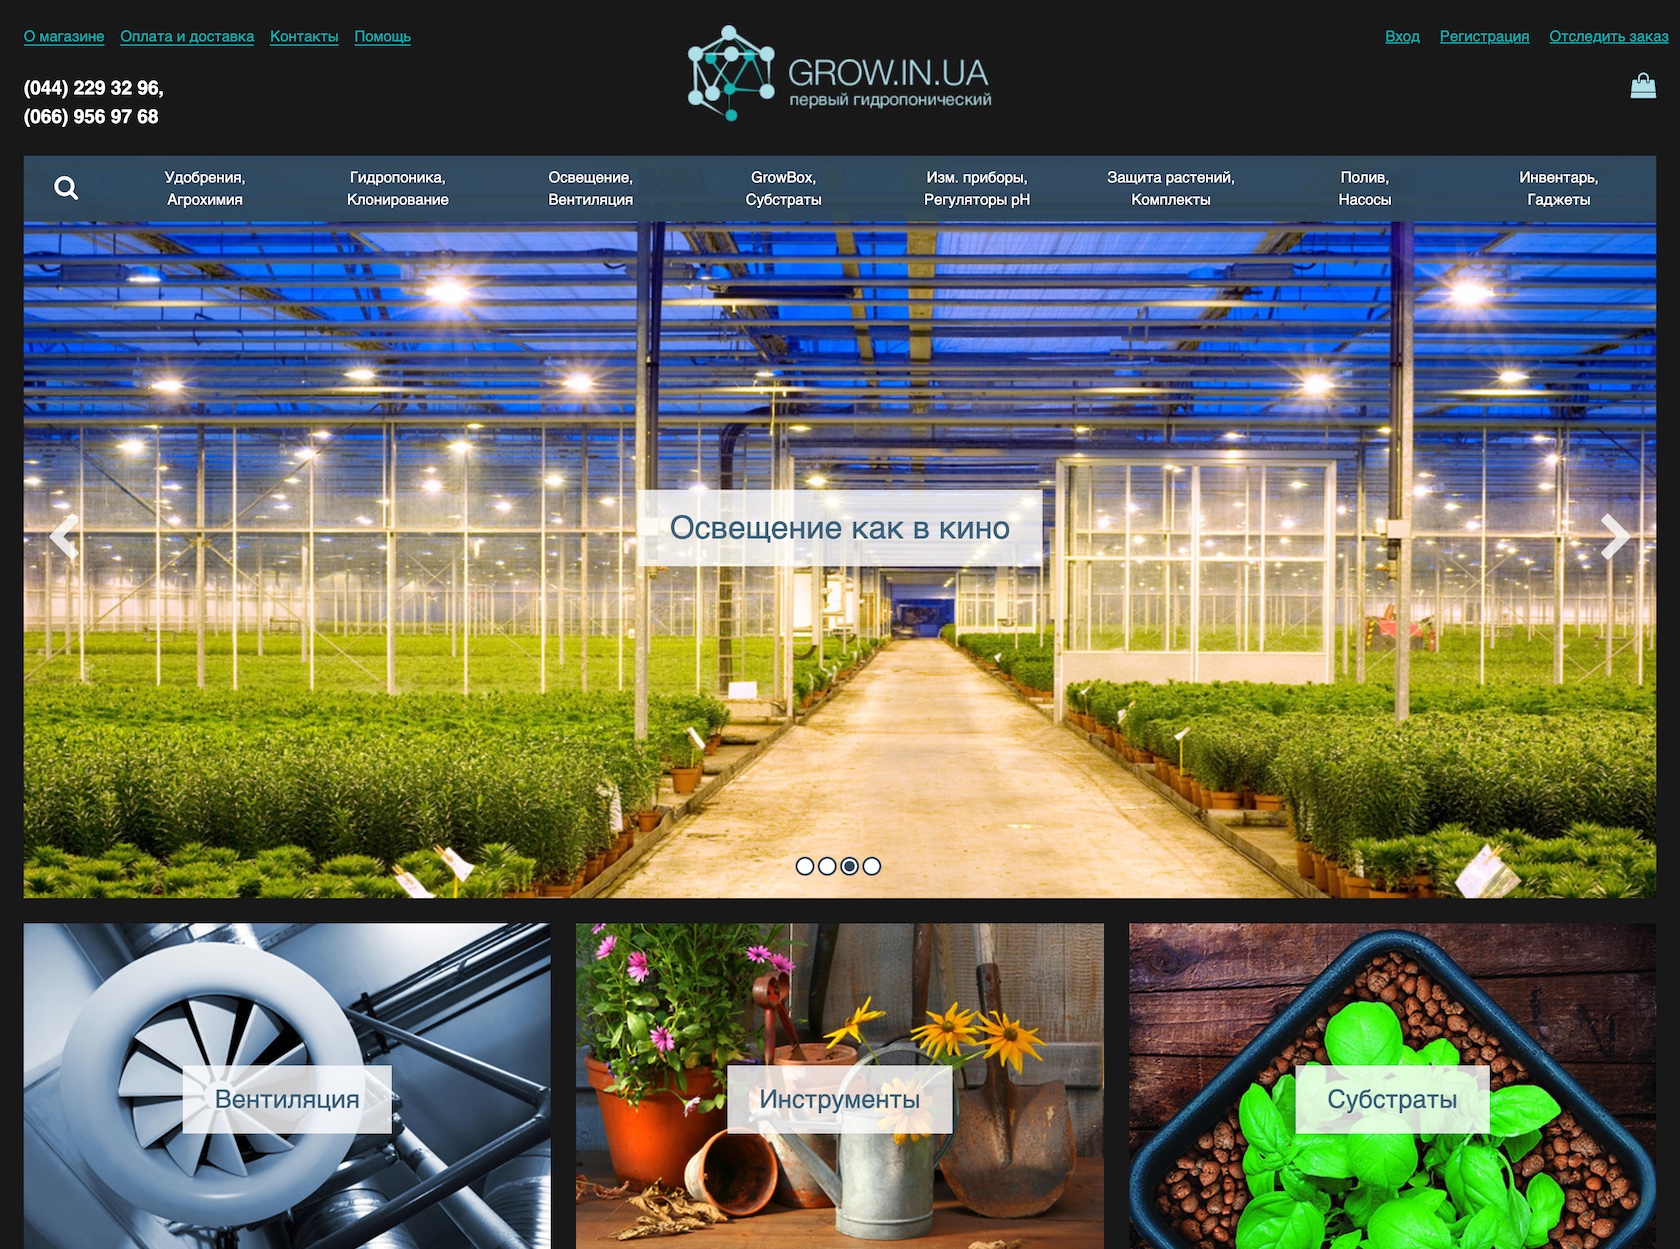 О магазине Оплата и доставка Контакты Помощь
Вход Регистрация Отследить заказ
(044) 229 32 96,
(066) 956 97 68
GROW.IN.UA
первый гидропонический
Удобрения,
Агрохимия
Гидропоника,
Клонирование
Освещение,
Вентиляция
GrowBox,
Субстраты
Изм. приборы,
Регуляторы pH
Защита растений,
Комплекты
Полив,
Насосы
Инвентарь,
Гаджеты
Освещение как в кино
Вентиляция
Инструменты
Субстраты